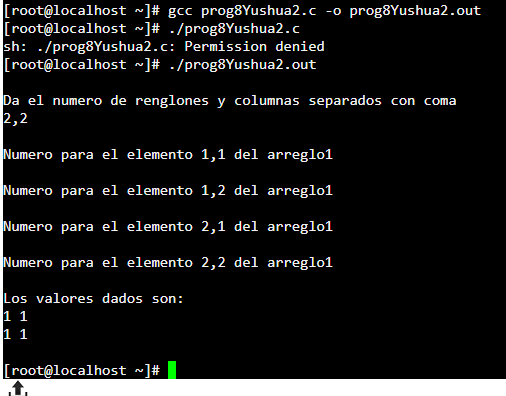 [root@localhost ~]# gcc prog8Yushua2.c -o prog8Yushua2.out
[root@localhost ~]# ./prog8Yushua2.c
sh: ./prog8Yushua2.c: Permission denied
[root@localhost ~]# ./prog8Yushua2.out
Da el numero de renglones y columnas separados con coma
2,2
Numero para el elemento 1,1 del arreglo1
Numero para el elemento 1,2 del arreglo1
Numero para el elemento 2,1 del arreglo1
Numero para el elemento 2,2 del arreglo1
Los valores dados son:
1 1
1 1
[root@localhost ~]#